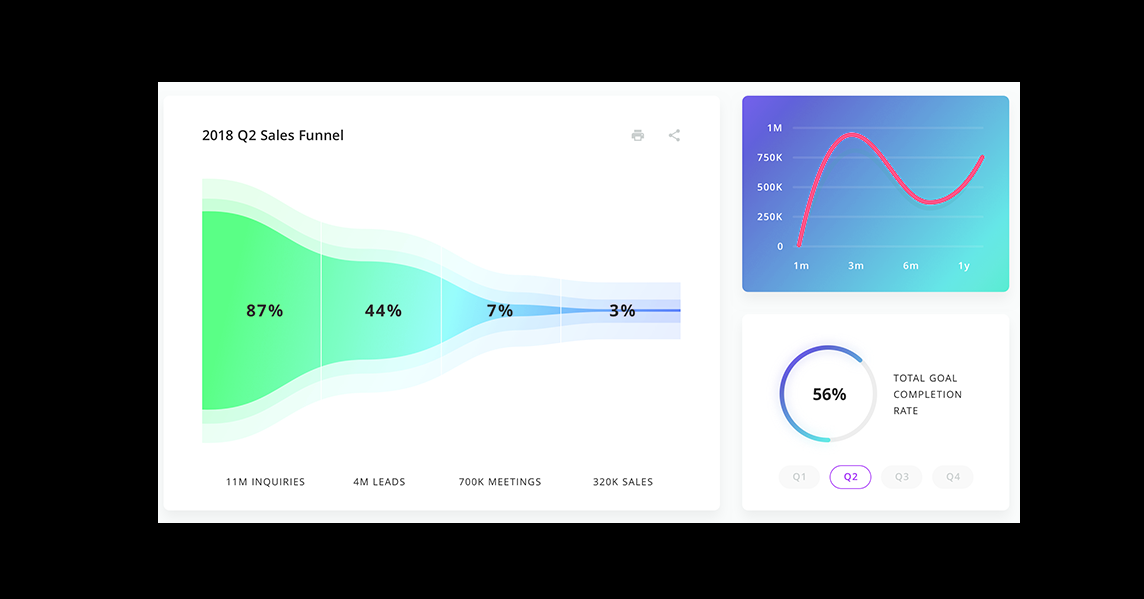 2018 Q2 Sales Funnel
87% 44% 7% 3%
11M INQUIRIES 4M LEADS 700K MEETINGS 320K SALES
1M
750K
500K
250K
0
1m 3m 6m 1y
56%
TOTAL GOAL
COMPLETION
RATE
Q1 Q2 Q3 Q4